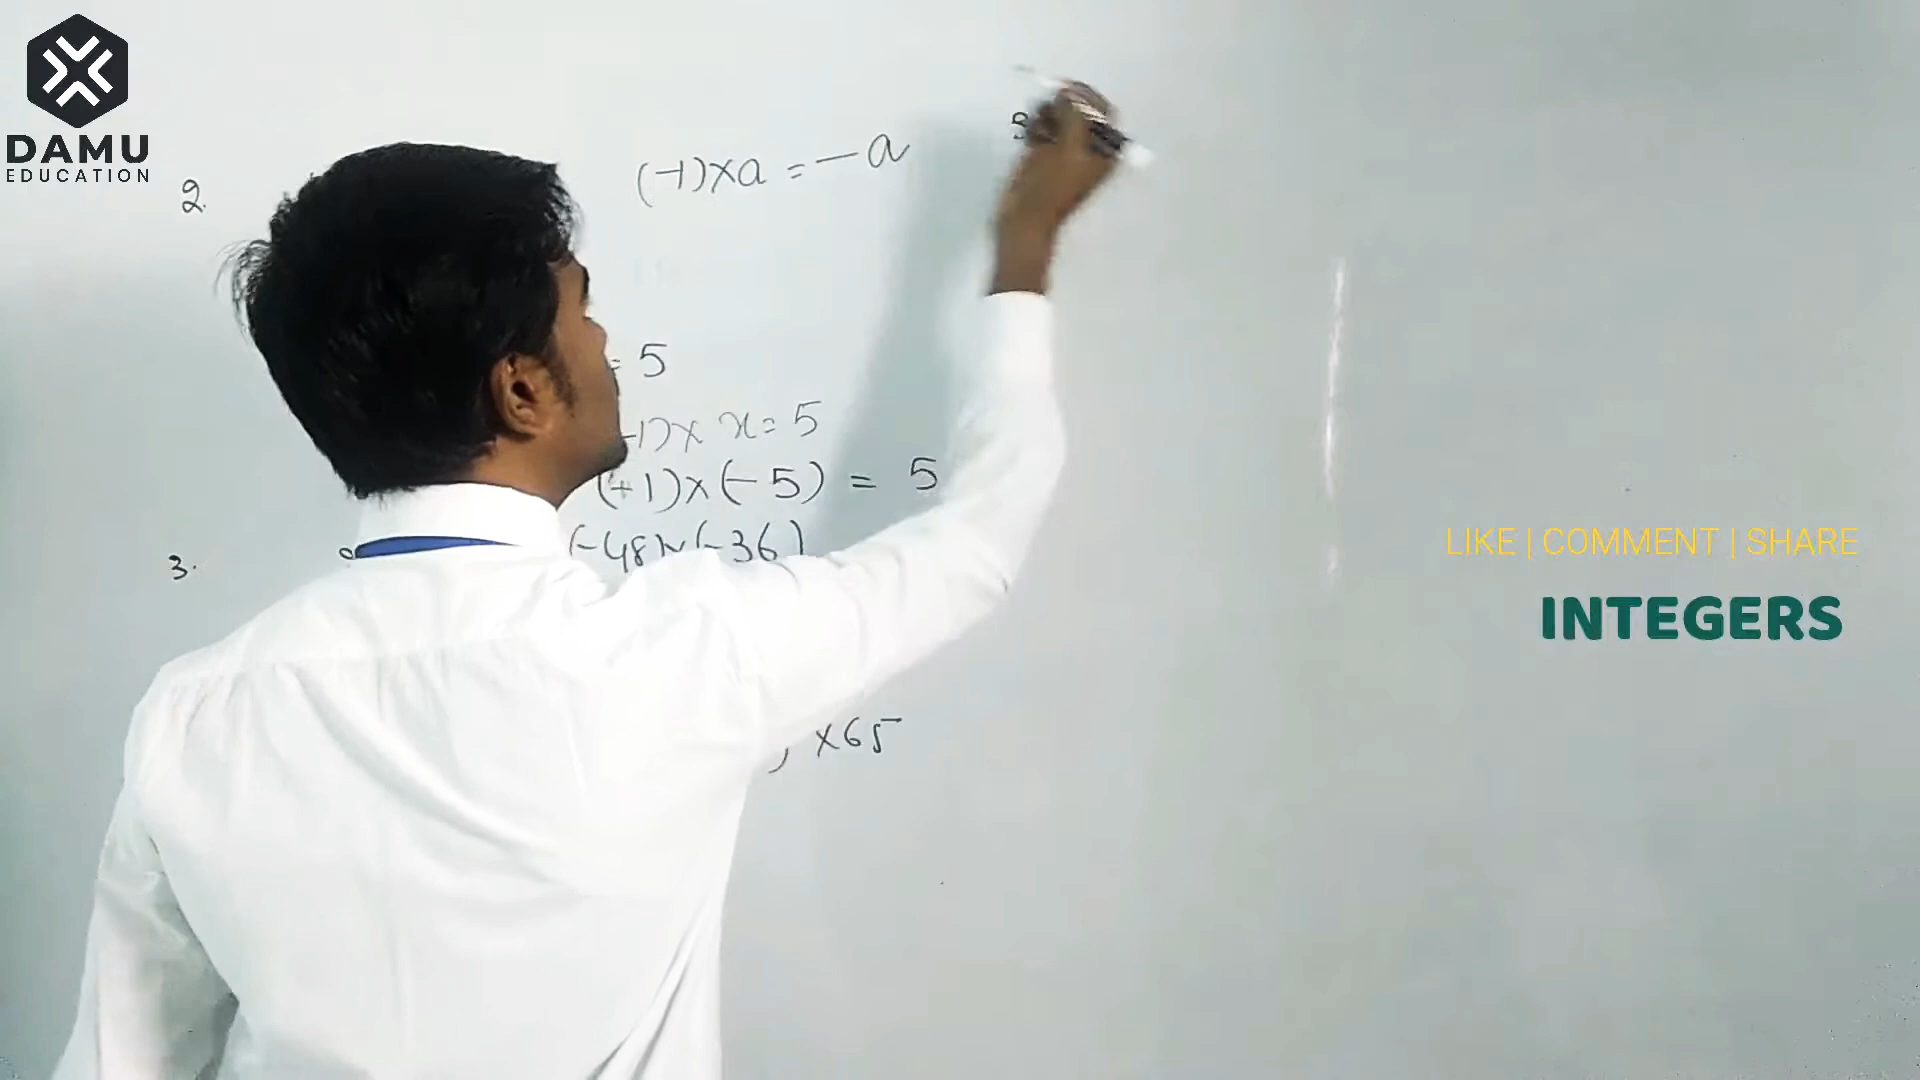 DAMU
EDUCATION
2.
(-1)×a = -a
= 5
-1)× x = 5
(+1)×(-5) = 5
3.
(-48)×(-36)
) ×65
LIKE | COMMENT | SHARE
INTEGERS